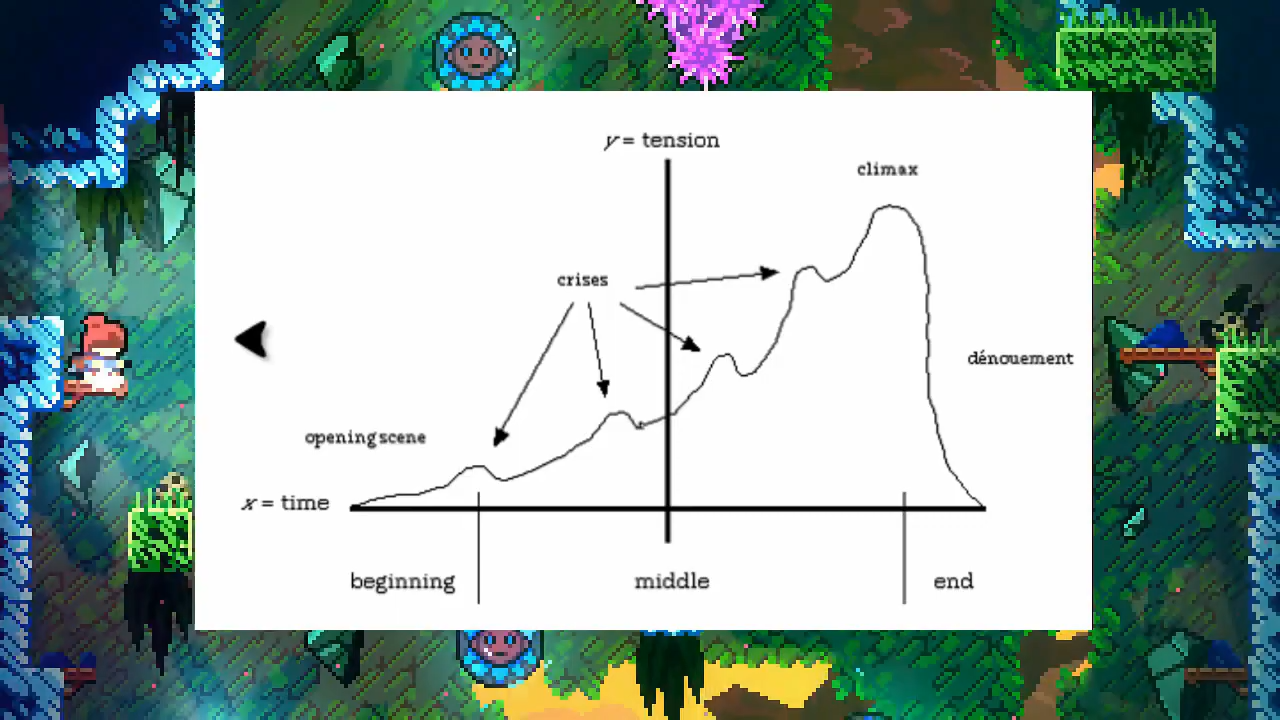 y = tension
climax
crises
dénouement
opening scene
x = time
beginning
middle
end